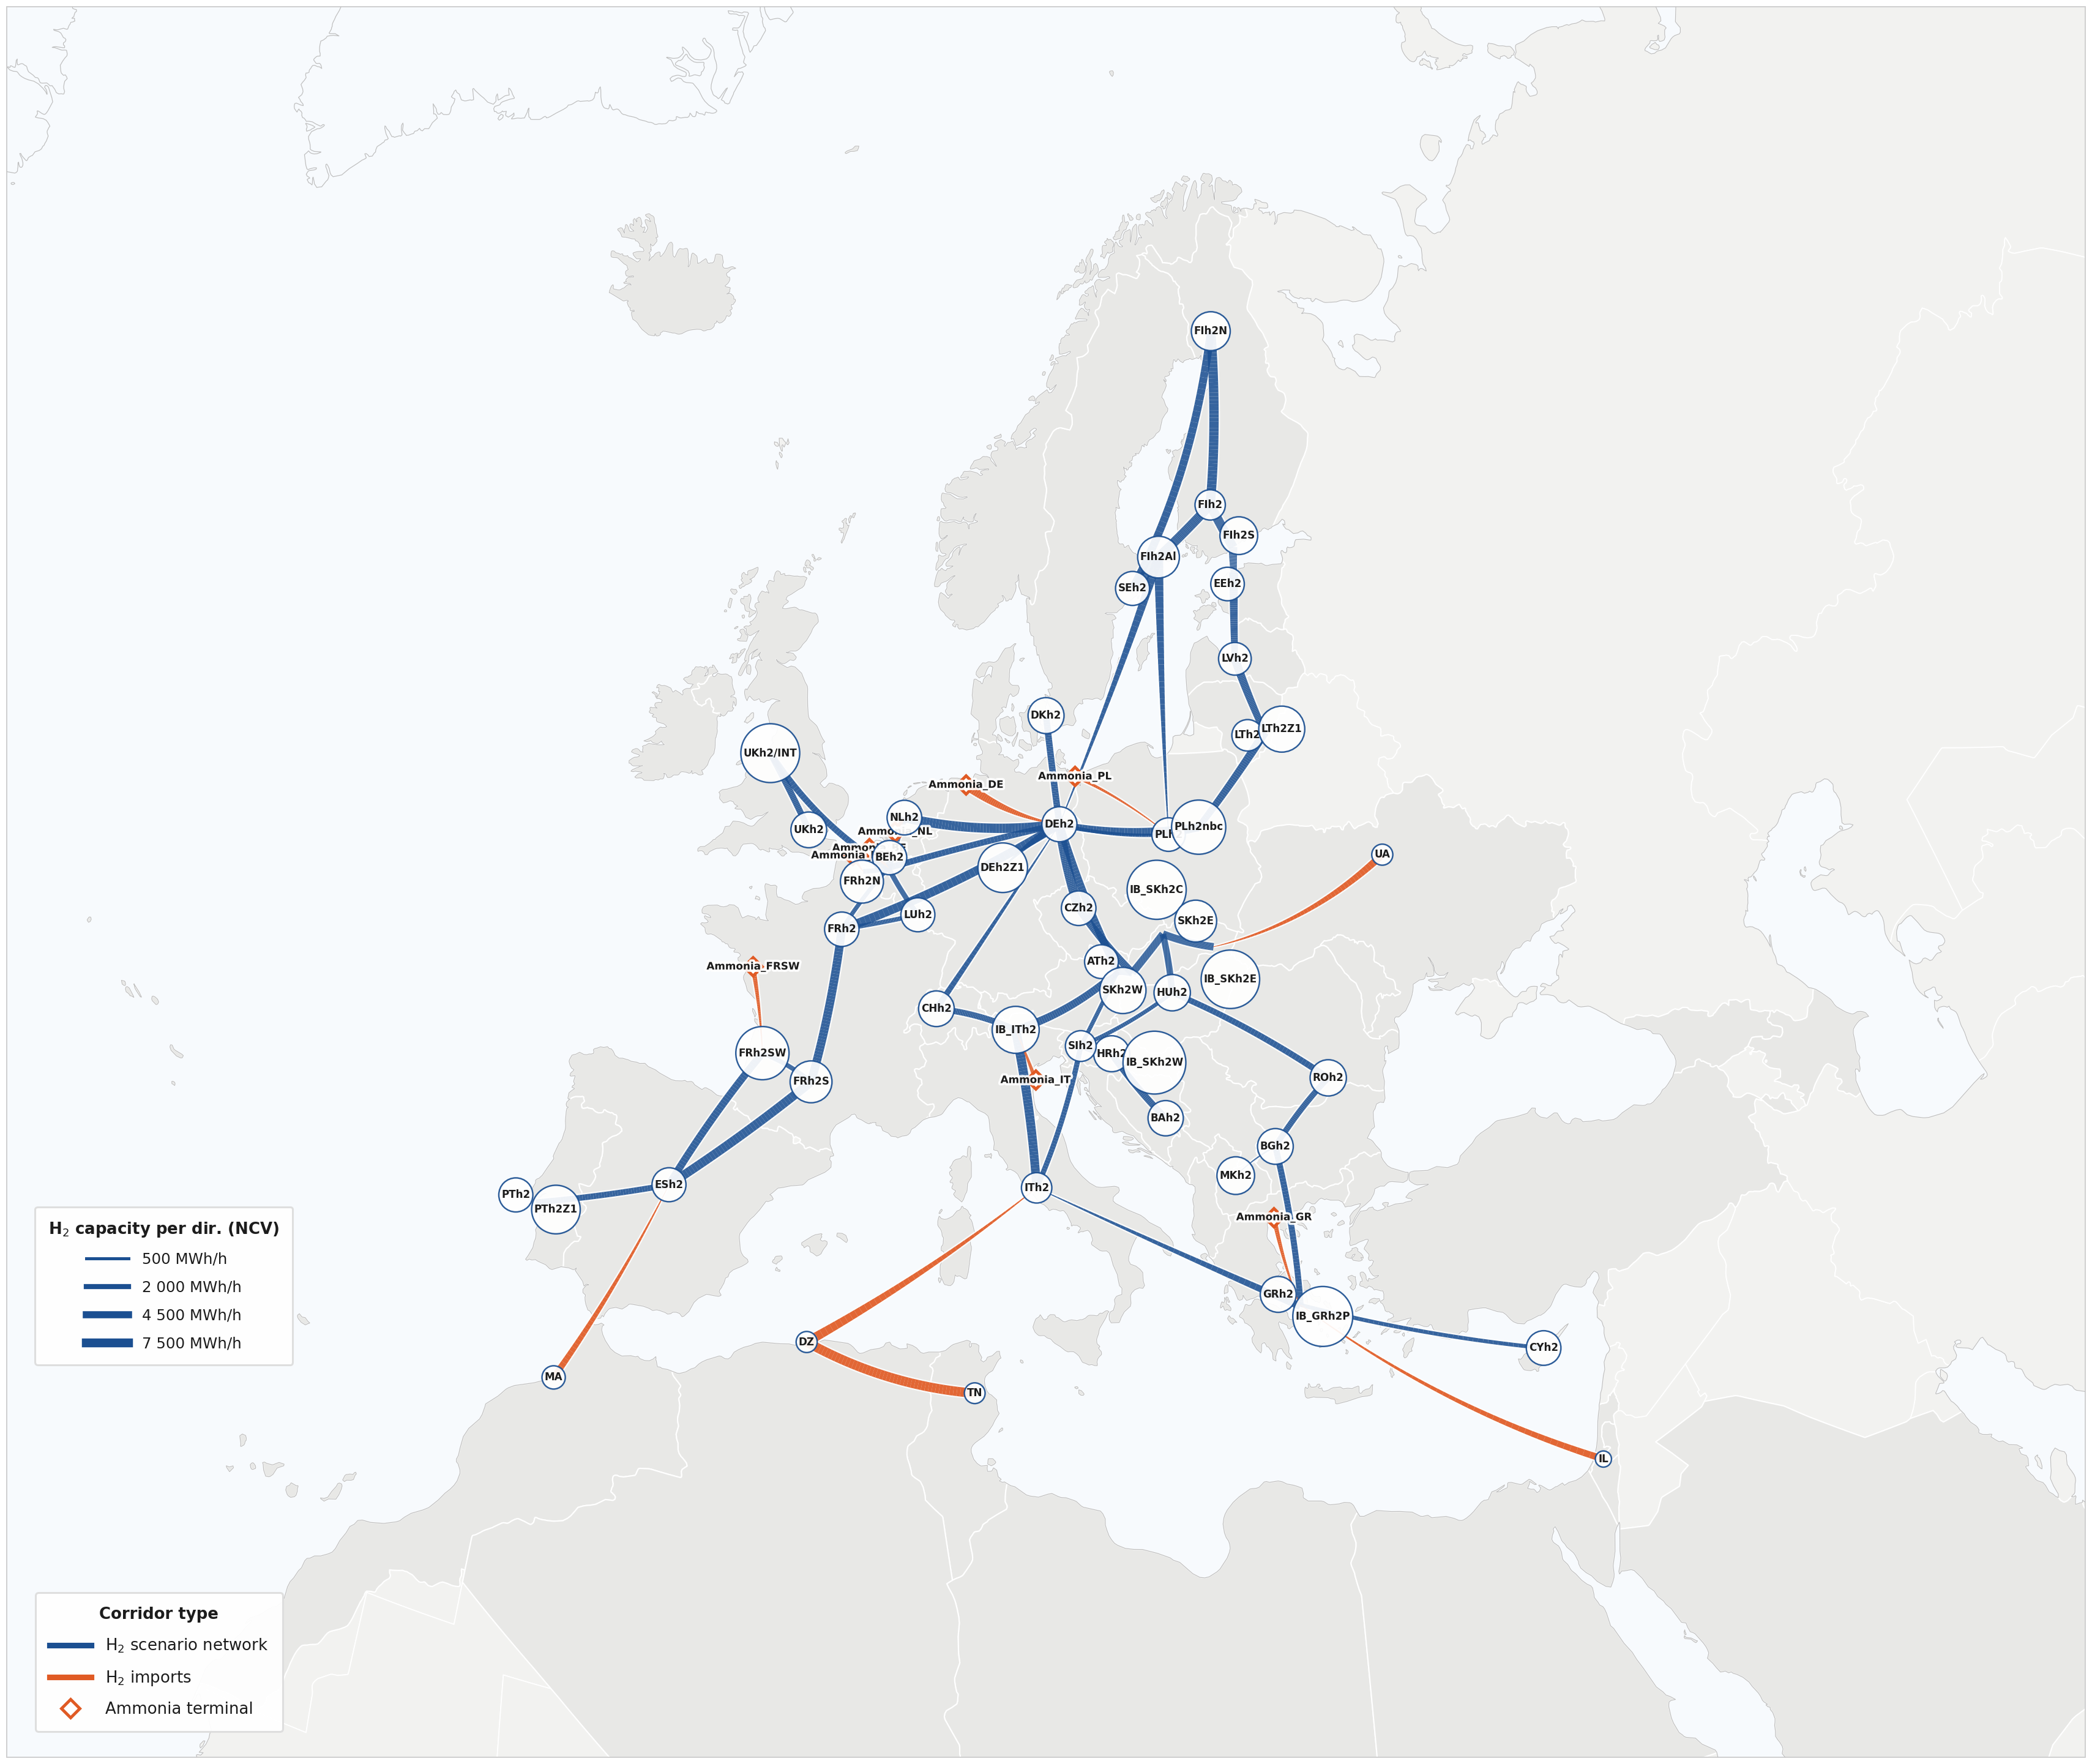 FIh2N
FIh2
FIh2S
FIh2Al
SEh2
EEh2
LVh2
DKh2
LTh2
LTh2Z1
UKh2/INT
Ammonia_PL
Ammonia_DE
NLh2
UKh2
DEh2
PLh2nbc
BEh2
UA
DEh2Z1
FRh2N
IB_SKh2C
CZh2
LUh2
SKh2E
FRh2
ATh2
Ammonia_FRSW
IB_SKh2E
SKh2W
HUh2
CHh2
IB_ITh2
SIh2
HRh2
FRh2SW
IB_SKh2W
ROh2
Ammonia_IT
FRh2S
BAh2
BGh2
MKh2
ESh2
ITh2
PTh2
PTh2Z1
Ammonia_GR
GRh2
IB_GRh2P
DZ
CYh2
MA
TN
IL
H₂ capacity per dir. (NCV)
500 MWh/h
2 000 MWh/h
4 500 MWh/h
7 500 MWh/h
Corridor type
H₂ scenario network
H₂ imports
Ammonia terminal